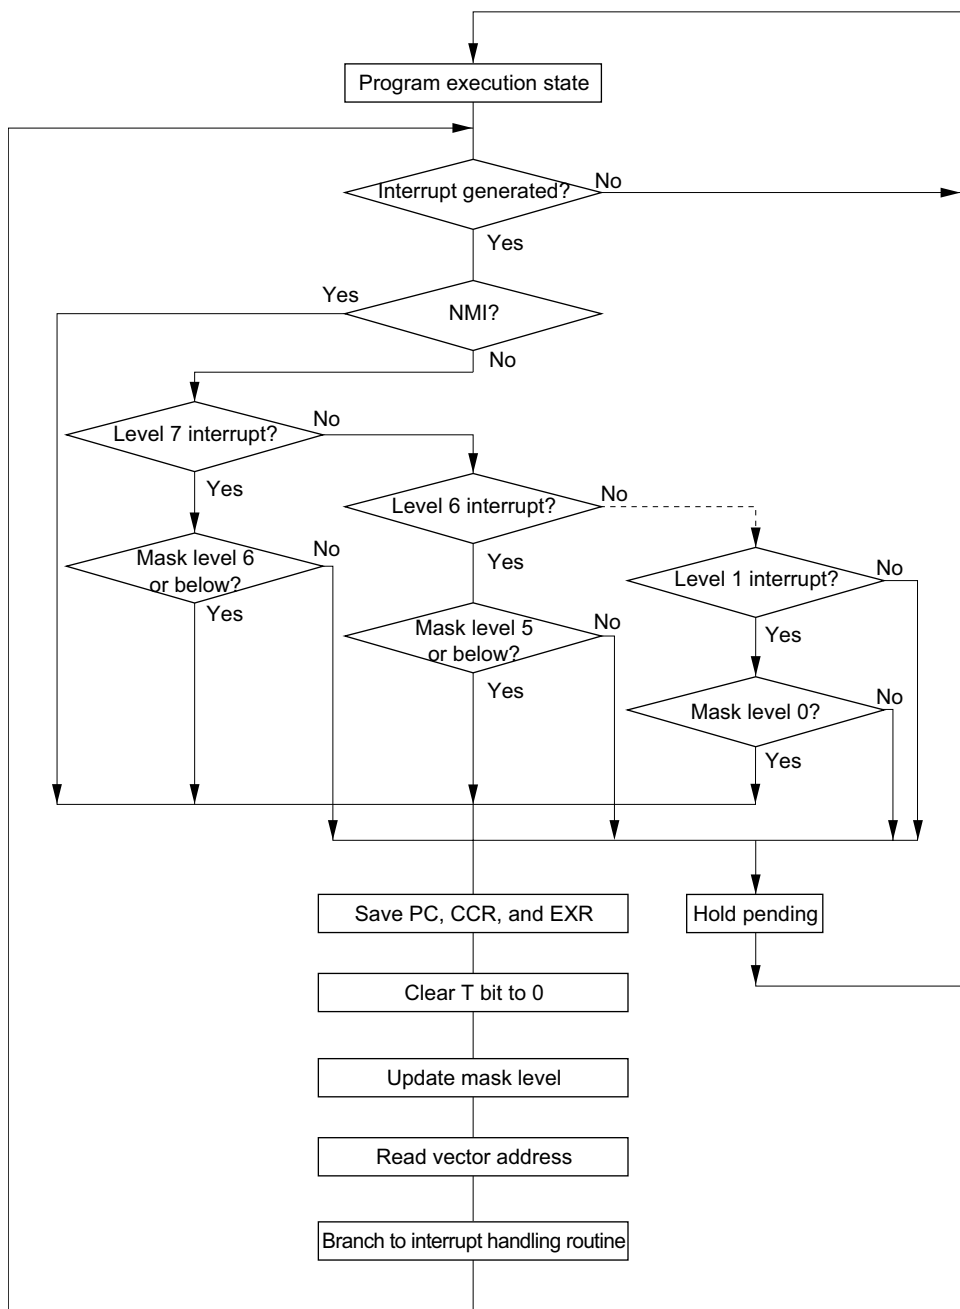 Program execution state
Interrupt generated?
No
Yes
Yes
NMI?
No
Level 7 interrupt?
No
Yes
Level 6 interrupt?
No
Mask level 6
or below?
No
Yes
Yes
Level 1 interrupt?
No
Mask level 5
or below?
No
Yes
Yes
Mask level 0?
No
Yes
Save PC, CCR, and EXR
Hold pending
Clear T bit to 0
Update mask level
Read vector address
Branch to interrupt handling routine